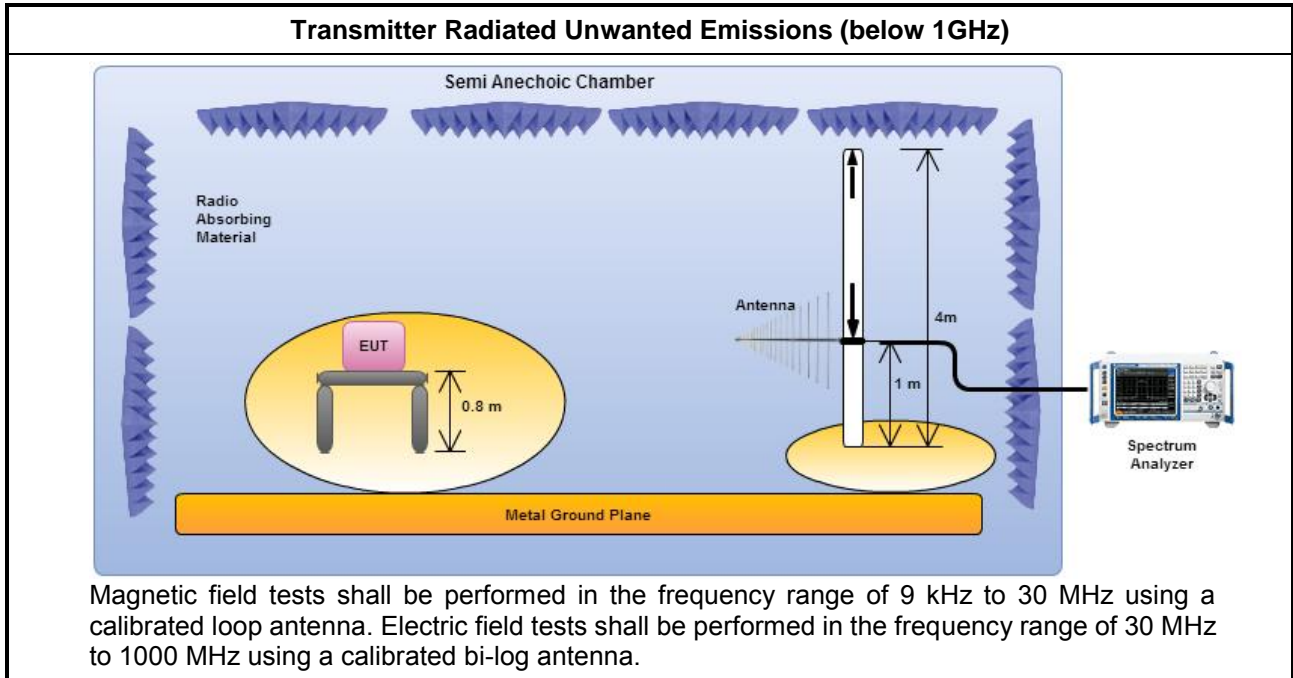 Transmitter Radiated Unwanted Emissions (below 1GHz)
Semi Anechoic Chamber
Radio
Absorbing
Material
Antenna
4m
EUT
1 m
0.8 m
Spectrum
Analyzer
Metal Ground Plane
Magnetic field tests shall be performed in the frequency range of 9 kHz to 30 MHz using a
calibrated loop antenna. Electric field tests shall be performed in the frequency range of 30 MHz
to 1000 MHz using a calibrated bi-log antenna.